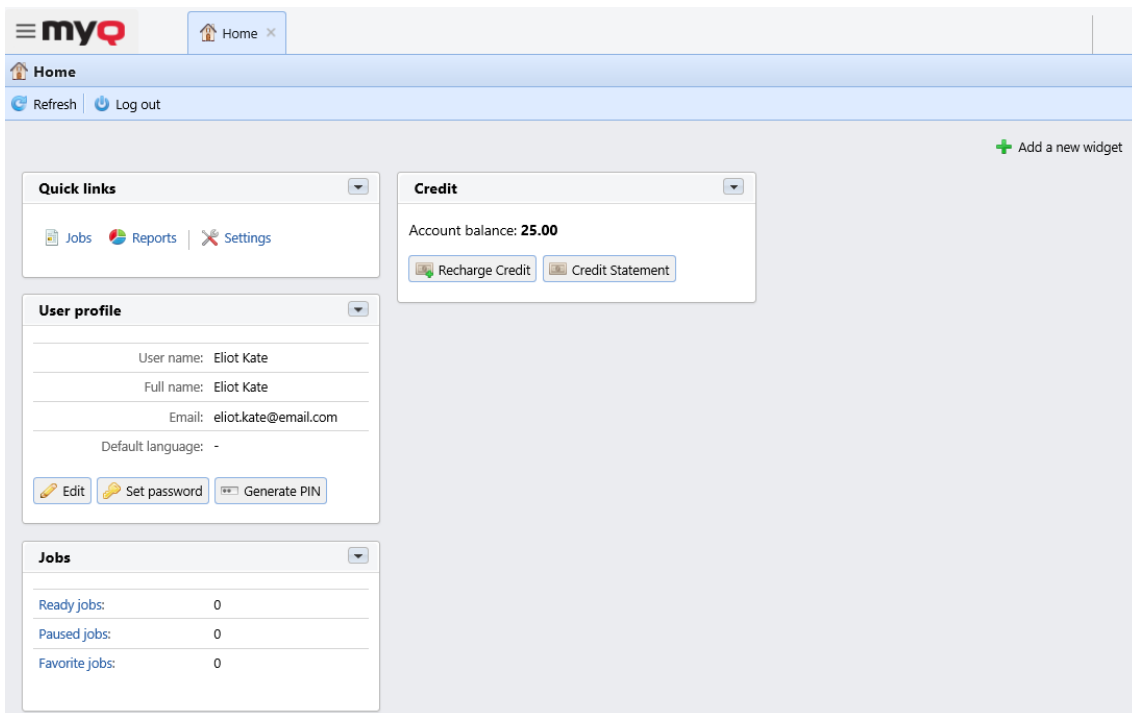 myQ
Home
Home
Refresh Log out
Add a new widget
Quick links
Jobs Reports Settings
User profile
User name: Eliot Kate
Full name: Eliot Kate
Email: eliot.kate@email.com
Default language: -
Edit Set password Generate PIN
Jobs
Ready jobs: 0
Paused jobs: 0
Favorite jobs: 0
Credit
Account balance: 25.00
Recharge Credit Credit Statement